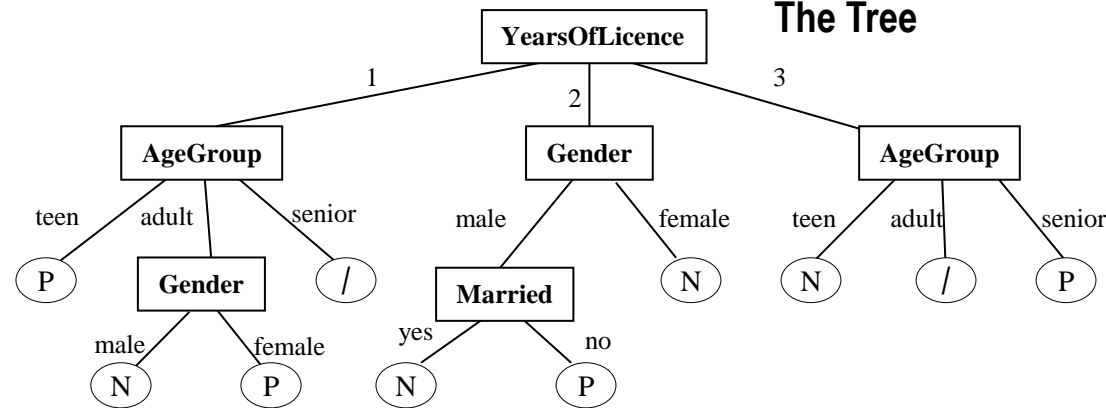 The Tree
YearsOfLicence
1
2
3
AgeGroup
Gender
AgeGroup
teen
adult
senior
male
female
teen
adult
senior
P
Gender
/
Married
N
N
/
P
male
female
yes
no
N
P
N
P